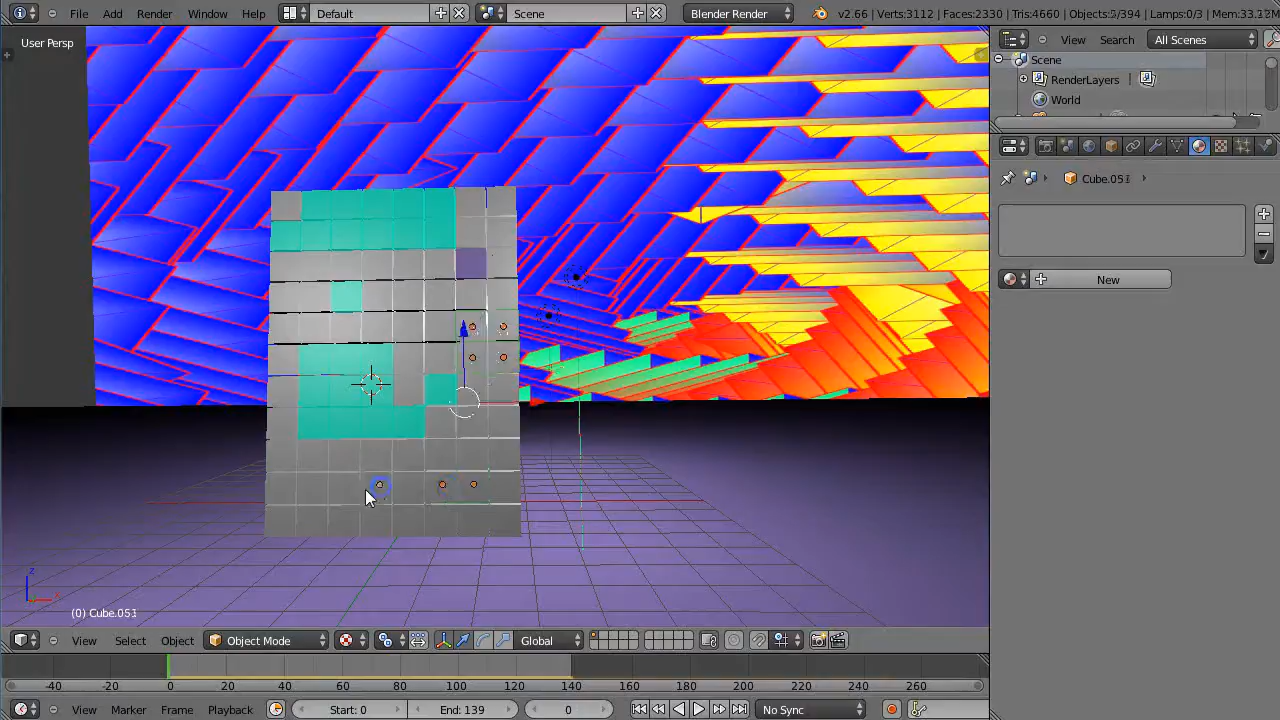 File Add Render Window Help Default Scene Blender Render v2.66 | Verts:3112 | Faces:2330 | Tris:4660 | Objects:5/394 | Lamps:0/3 | Mem:33.
User Persp
View Search All Scenes
Scene
RenderLayers
World
Cube.051
New
(0) Cube.051
View Select Object Object Mode Global
-40 -20 0 20 40 60 80 100 120 140 160 180 200 220 240 260
View Marker Frame Playback Start: 0 End: 139 0 No Sync